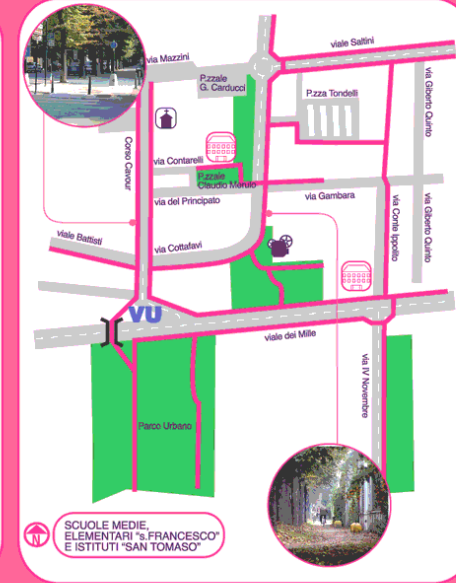 viale Saltini
via Mazzini
P.zzale
G. Carducci
P.zza Tondelli
via Giberto Quinto
Corso Cavour
via Contarelli
P.zzale
Claudio Merulo
via Gambara
via del Principato
via Conte Ippolito
via Giberto Quinto
viale Battisti
via Cottafavi
VU
viale dei Mille
via IV Novembre
Parco Urbano
N
SCUOLE MEDIE,
ELEMENTARI "s.FRANCESCO"
E ISTITUTI "SAN TOMASO"